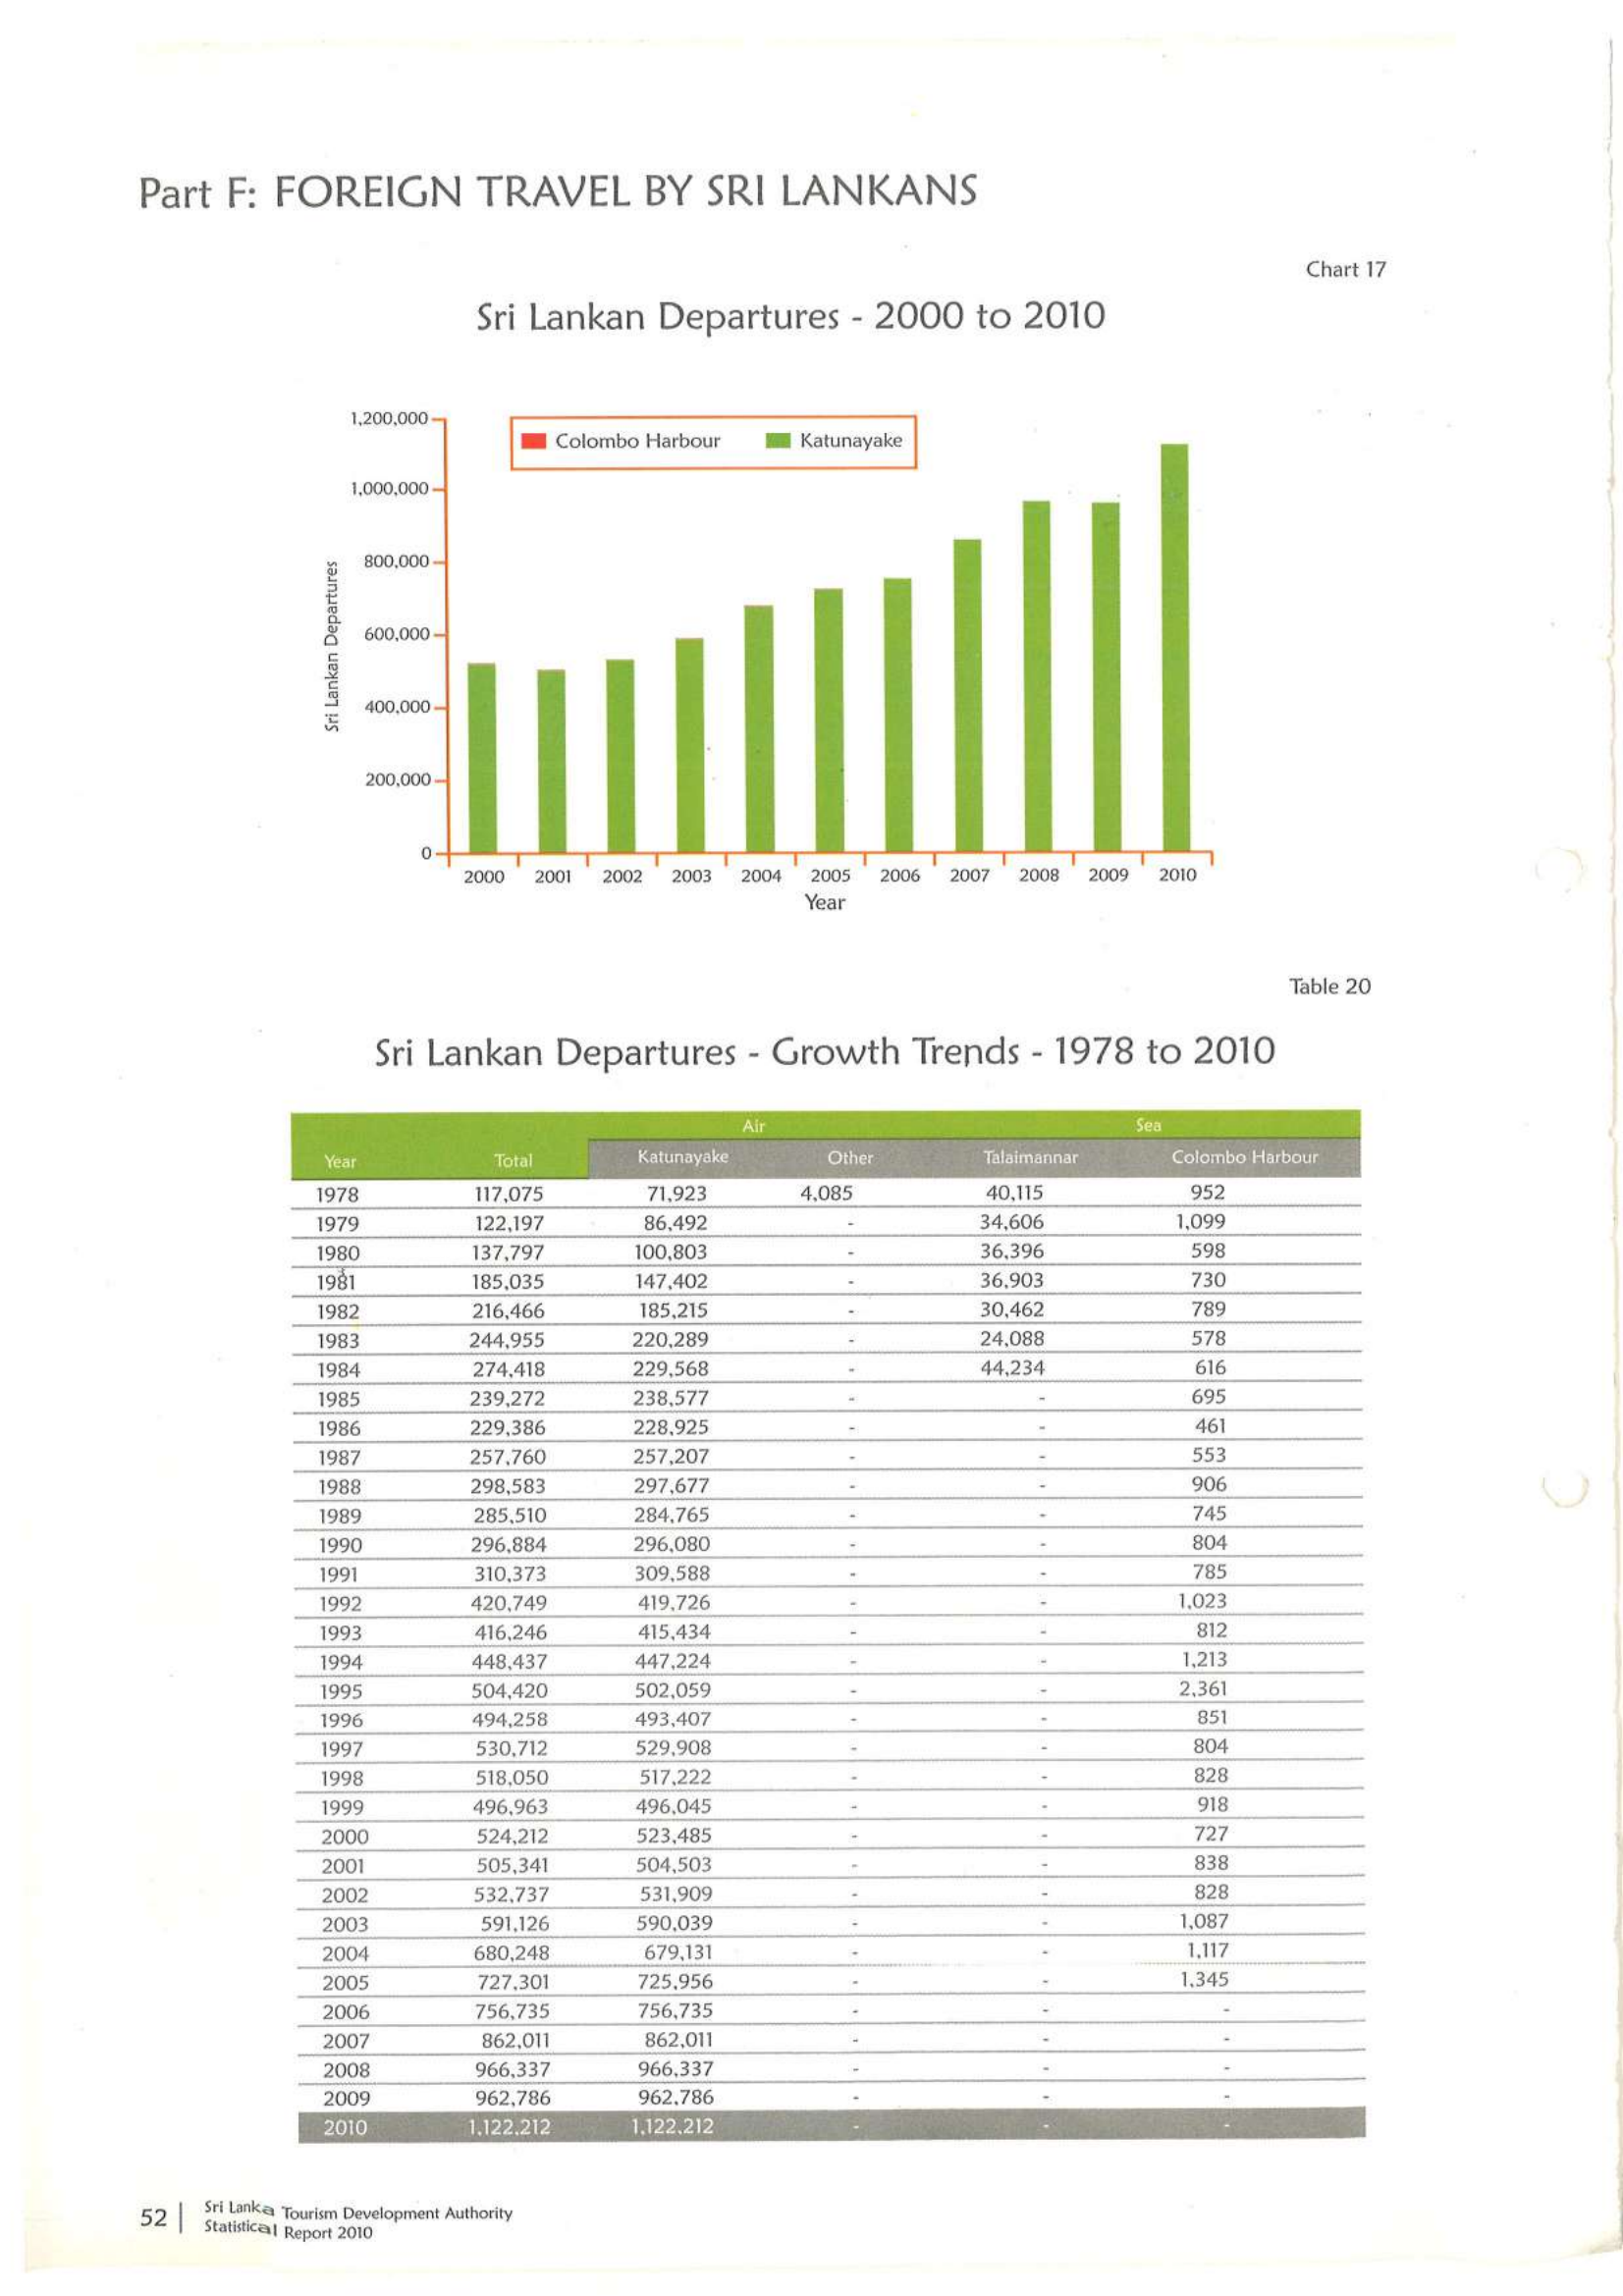 Part F: FOREIGN TRAVEL BY SRI LANKANS
Chart 17
Sri Lankan Departures - 2000 to 2010
1,200,000
Colombo Harbour Katunayake
1,000,000
800,000
600,000
400,000
200,000
0
Sri Lankan Departures
2000 2001 2002 2003 2004 2005 2006 2007 2008 2009 2010
Year
Table 20
Sri Lankan Departures - Growth Trends - 1978 to 2010
Air Sea
Year Total Katunayake Other Talaimannar Colombo Harbour
1978 117,075 71,923 4,085 40,115 952
1979 122,197 86,492 - 34,606 1,099
1980 137,797 100,803 - 36,396 598
1981 185,035 147,402 - 36,903 730
1982 216,466 185,215 - 30,462 789
1983 244,955 220,289 - 24,088 578
1984 274,418 229,568 - 44,234 616
1985 239,272 238,577 - - 695
1986 229,386 228,925 - - 461
1987 257,760 257,207 - - 553
1988 298,583 297,677 - - 906
1989 285,510 284,765 - - 745
1990 296,884 296,080 - - 804
1991 310,373 309,588 - - 785
1992 420,749 419,726 - - 1,023
1993 416,246 415,434 - - 812
1994 448,437 447,224 - - 1,213
1995 504,420 502,059 - - 2,361
1996 494,258 493,407 - - 851
1997 530,712 529,908 - - 804
1998 518,050 517,222 - - 828
1999 496,963 496,045 - - 918
2000 524,212 523,485 - - 727
2001 505,341 504,503 - - 838
2002 532,737 531,909 - - 828
2003 591,126 590,039 - - 1,087
2004 680,248 679,131 - - 1,117
2005 727,301 725,956 - - 1,345
2006 756,735 756,735 - - -
2007 862,011 862,011 - - -
2008 966,337 966,337 - - -
2009 962,786 962,786 - - -
2010 1,122,212 1,122,212 - - -
52 | Sri Lanka Tourism Development Authority
Statistical Report 2010